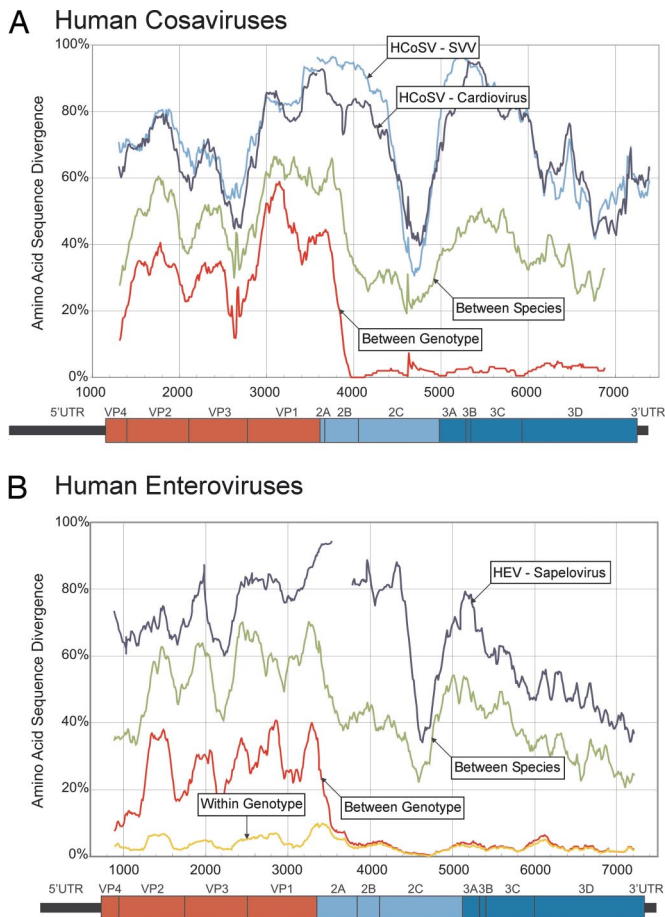 A Human Cosaviruses
100%
80%
60%
40%
20%
0%
Amino Acid Sequence Divergence
HCoSV - SVV
HCoSV - Cardiovirus
Between Species
Between Genotype
1000 2000 3000 4000 5000 6000 7000
5'UTR VP4 VP2 VP3 VP1 2A 2B 2C 3A 3B 3C 3D 3'UTR
B Human Enteroviruses
100%
80%
60%
40%
20%
0%
Amino Acid Sequence Divergence
HEV - Sapelovirus
Between Species
Within Genotype
Between Genotype
1000 2000 3000 4000 5000 6000 7000
5'UTR VP4 VP2 VP3 VP1 2A 2B 2C 3A 3B 3C 3D 3'UTR